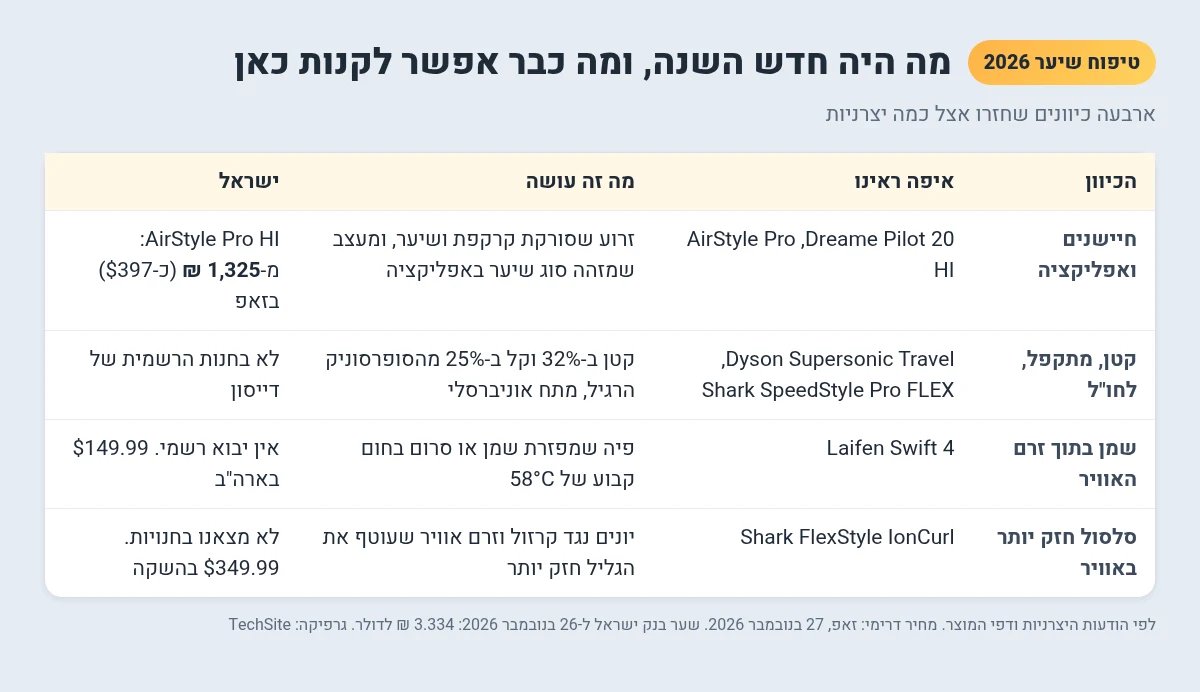 טיפוח שיער 2026
מה היה חדש השנה, ומה כבר אפשר לקנות כאן
ארבעה כיוונים שחזרו אצל כמה יצרניות
הכיוון
איפה ראינו
מה זה עושה
ישראל
חיישנים
ואפליקציה
Dreame Pilot 20, AirStyle Pro
HI
זרוע שסורקת קרקפת ושיער, ומעצב
שמזהה סוג שיער באפליקציה
AirStyle Pro HI:
מ-1,325 ₪ (כ-$397)
בזאפ
קטן, מתקפל,
לחו"ל
Dyson Supersonic Travel,
Shark SpeedStyle Pro FLEX
קטן ב-32% וקל ב-25% מהסופרסוניק
הרגיל, מתח אוניברסלי
לא בחנות הרשמית של
דייסון
שמן בתוך זרם
האוויר
Laifen Swift 4
פיה שמפזרת שמן או סרום בחום
קבוע של 58°C
אין יבוא רשמי. $149.99
בארה"ב
סלסול חזק יותר
באוויר
Shark FlexStyle IonCurl
יונים נגד קרזול וזרם אוויר שעוטף את
הגליל חזק יותר
לא מצאנו בחנויות.
$349.99 בהשקה
לפי הודעות היצרניות ודפי המוצר. מחיר דרימי: זאפ, 27 בנובמבר 2026. שער בנק ישראל ל-26 בנובמבר 2026: 3.334 ₪ לדולר. גרפיקה: TechSite